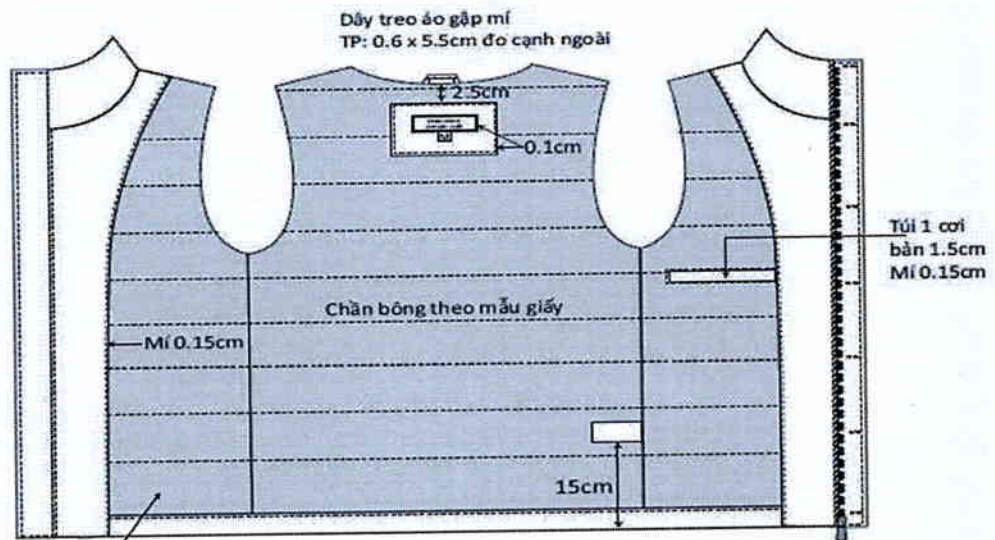 Dây treo áo gập mí
TP: 0.6 x 5.5cm đo cạnh ngoài
2.5cm
0.1cm
Túi 1 cơi
bản 1.5cm
Mí 0.15cm
Chần bông theo mẫu giấy
Mí 0.15cm
15cm